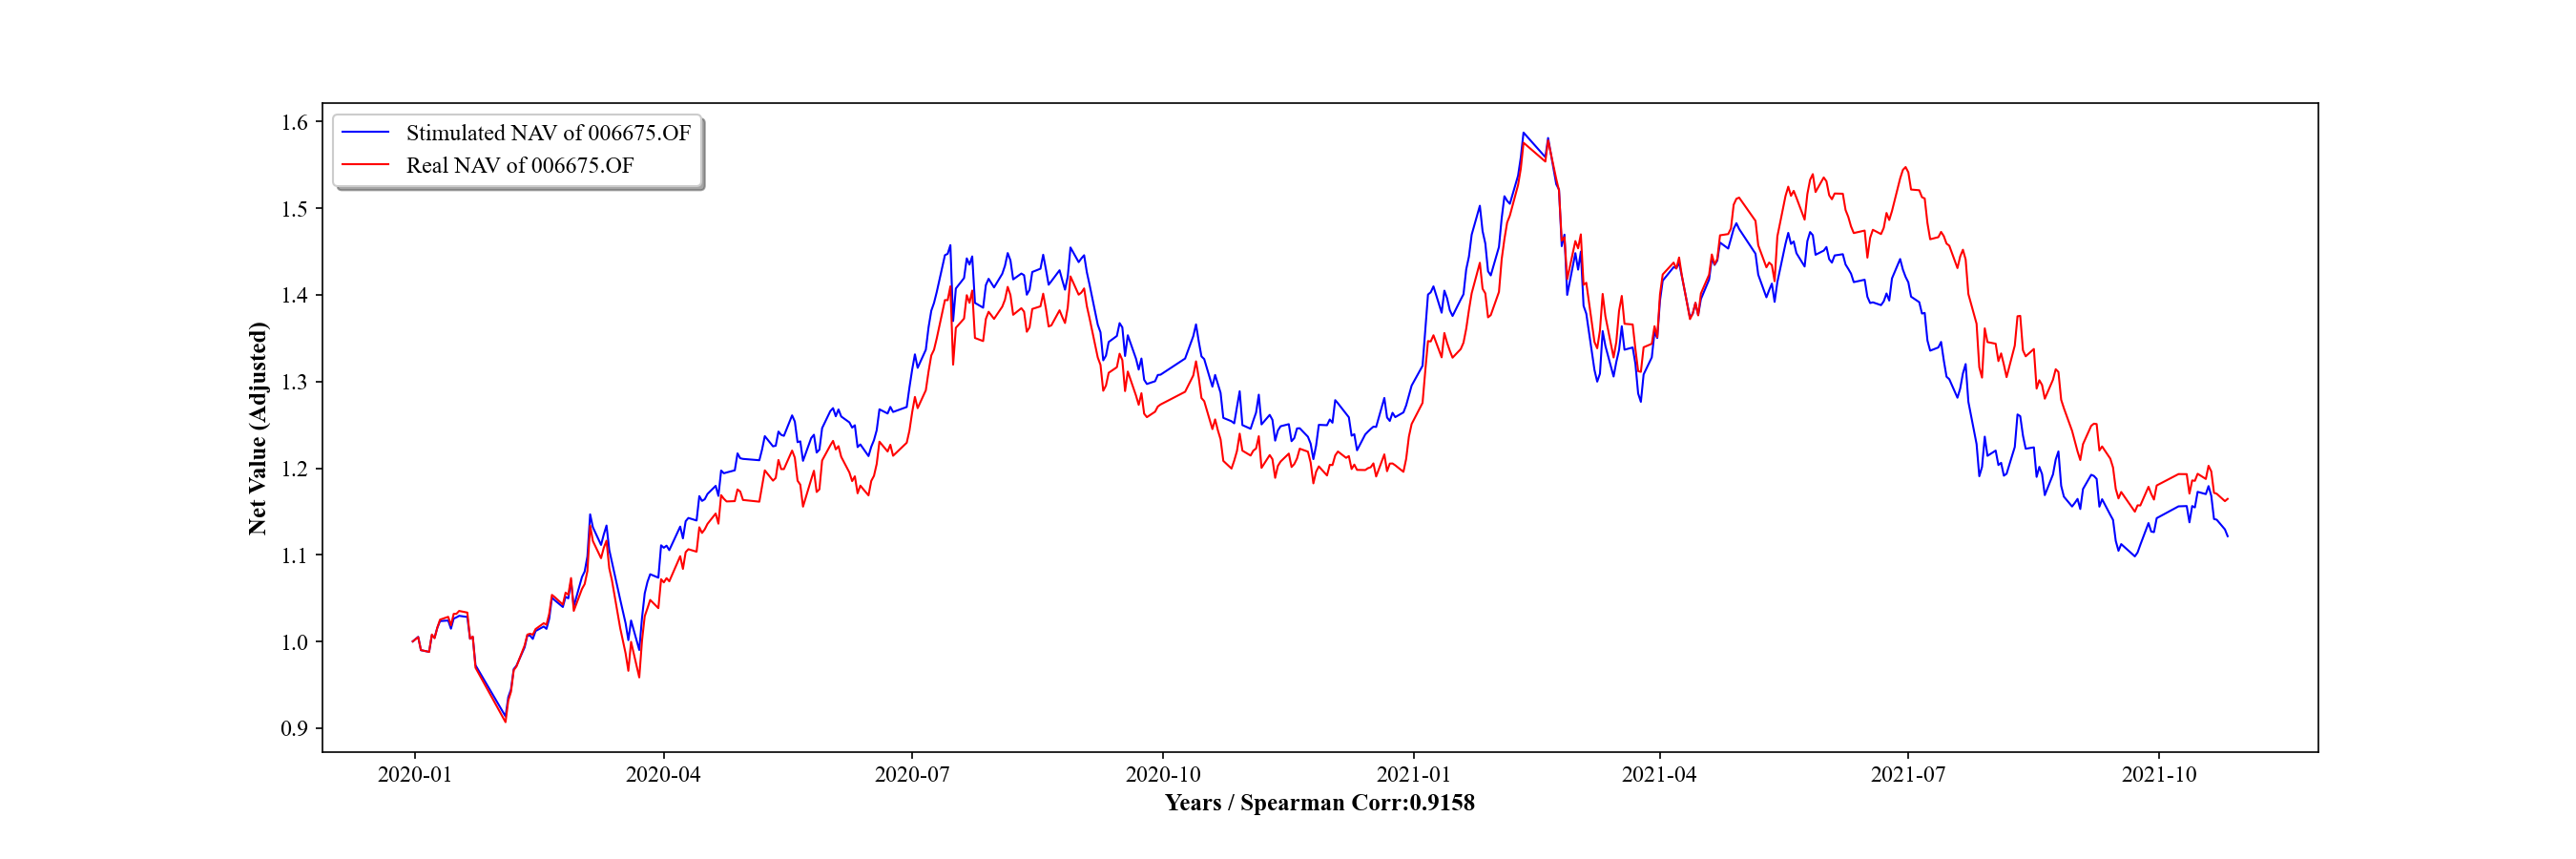 1.6
1.5
1.4
1.3
1.2
1.1
1.0
0.9
Net Value (Adjusted)
Stimulated NAV of 006675.OF
Real NAV of 006675.OF
2020-01 2020-04 2020-07 2020-10 2021-01 2021-04 2021-07 2021-10
Years / Spearman Corr:0.9158